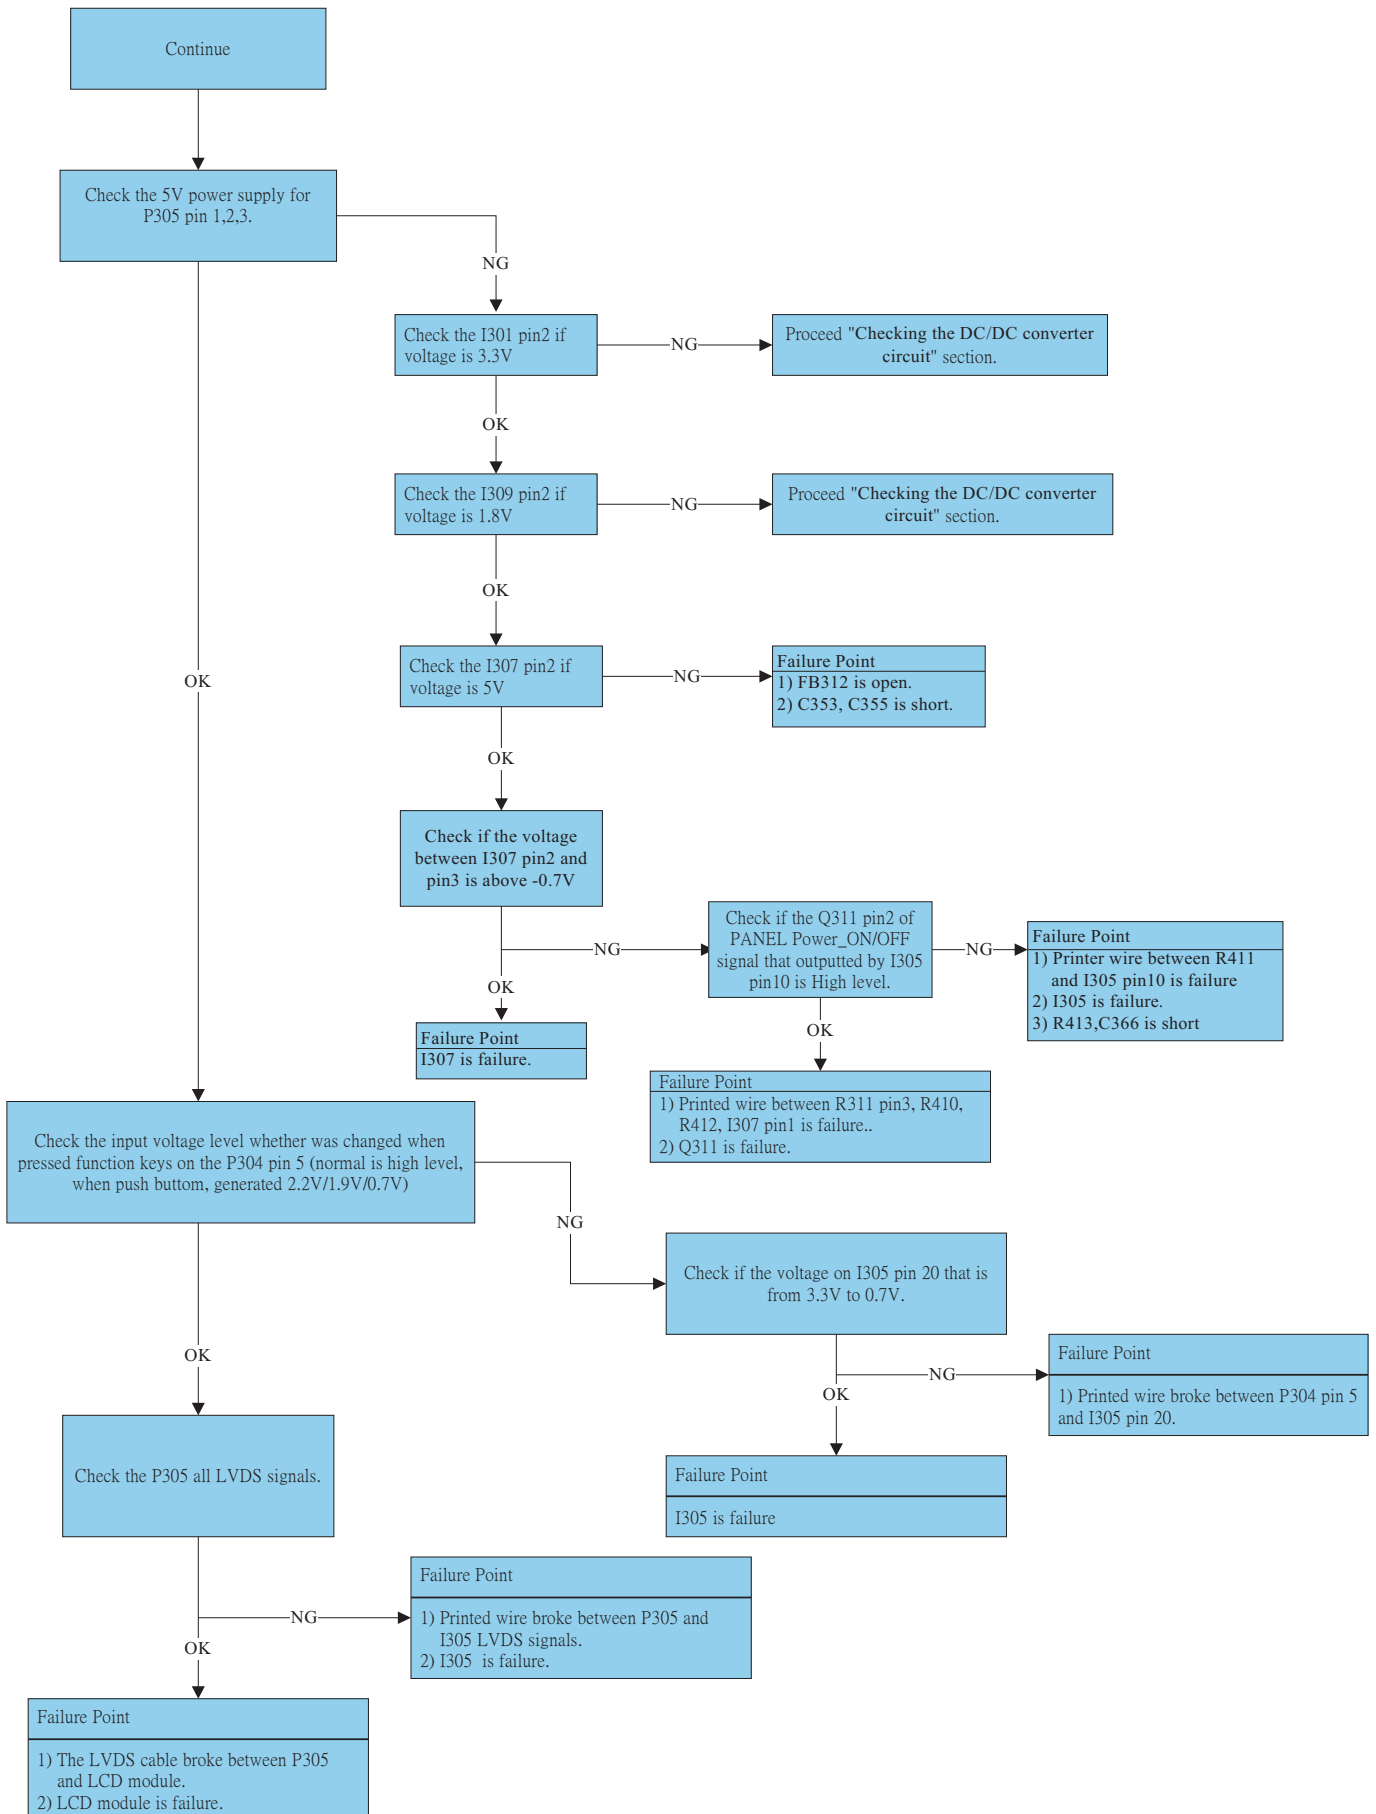 Continue
Check the 5V power supply for
P305 pin 1,2,3.
NG
Check the I301 pin2 if
voltage is 3.3V
NG
Proceed "Checking the DC/DC converter
circuit" section.
OK
Check the I309 pin2 if
voltage is 1.8V
NG
Proceed "Checking the DC/DC converter
circuit" section.
OK
Check the I307 pin2 if
voltage is 5V
NG
Failure Point
1) FB312 is open.
2) C353, C355 is short.
OK
OK
Check if the voltage
between I307 pin2 and
pin3 is above -0.7V
NG
Check if the Q311 pin2 of
PANEL Power_ON/OFF
signal that outputted by I305
pin10 is High level.
NG
Failure Point
1) Printer wire between R411
and I305 pin10 is failure
2) I305 is failure.
3) R413,C366 is short
OK
Failure Point
I307 is failure.
OK
Failure Point
1) Printed wire between R311 pin3, R410,
R412, I307 pin1 is failure..
2) Q311 is failure.
Check the input voltage level whether was changed when
pressed function keys on the P304 pin 5 (normal is high level,
when push buttom, generated 2.2V/1.9V/0.7V)
NG
Check if the voltage on I305 pin 20 that is
from 3.3V to 0.7V.
NG
Failure Point
1) Printed wire broke between P304 pin 5
and I305 pin 20.
OK
Failure Point
I305 is failure
OK
Check the P305 all LVDS signals.
NG
Failure Point
1) Printed wire broke between P305 and
I305 LVDS signals.
2) I305 is failure.
OK
Failure Point
1) The LVDS cable broke between P305
and LCD module.
2) LCD module is failure.